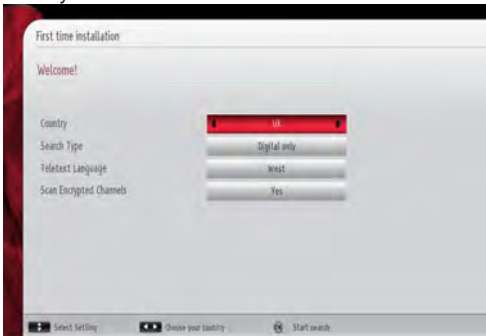 First time installation
Welcome!
Country UK
Search Type Digital only
Teletext Language West
Scan Encrypted Channels Yes
Select Setting Choose your country OK Start search